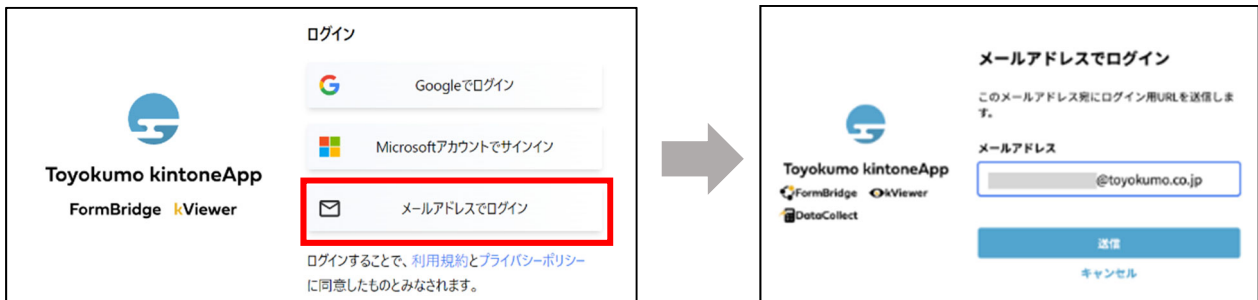 ログイン
Googleでログイン
Microsoftアカウントでサインイン
メールアドレスでログイン
ログインすることで、利用規約とプライバシーポリシー
に同意したものとみなされます。
Toyokumo kintoneApp
FormBridge kViewer
メールアドレスでログイン
このメールアドレス宛にログイン用URLを送信しま
す。
メールアドレス
@toyokumo.co.jp
送信
キャンセル
Toyokumo kintoneApp
FormBridge kViewer
DataCollect